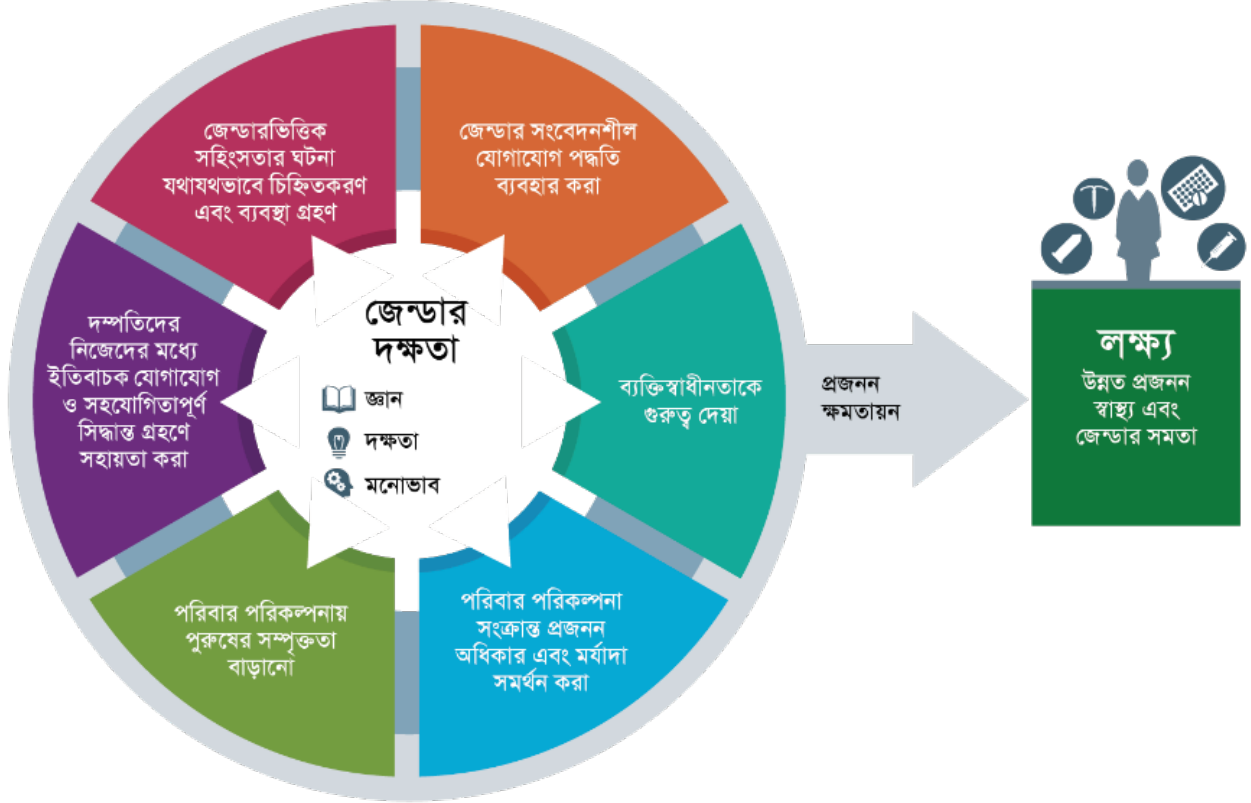 জেন্ডারভিত্তিক
সহিংসতার ঘটনা
যথাযথভাবে চিহ্নিতকরণ
এবং ব্যবস্থা গ্রহণ
জেন্ডার সংবেদনশীল
যোগাযোগ পদ্ধতি
ব্যবহার করা
ব্যক্তিস্বাধীনতাকে
গুরুত্ব দেয়া
পরিবার পরিকল্পনা
সংক্রান্ত প্রজনন
অধিকার এবং মর্যাদা
সমর্থন করা
পরিবার পরিকল্পনায়
পুরুষের সম্পৃক্ততা
বাড়ানো
দম্পতিদের
নিজেদের মধ্যে
ইতিবাচক যোগাযোগ
ও সহযোগিতাপূর্ণ
সিদ্ধান্ত গ্রহণে
সহায়তা করা
জেন্ডার
দক্ষতা
জ্ঞান
দক্ষতা
মনোভাব
প্রজনন
ক্ষমতায়ন
লক্ষ্য
উন্নত প্রজনন
স্বাস্থ্য এবং
জেন্ডার সমতা